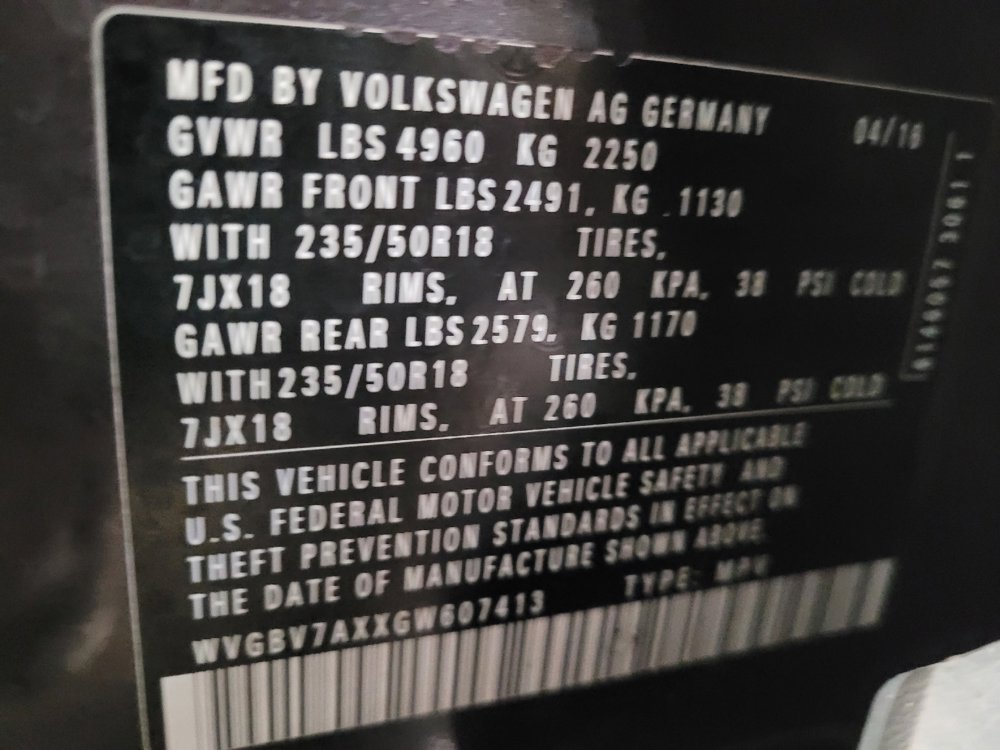 MFD BY VOLKSWAGEN AG GERMANY 04/16
GVWR LBS 4960 KG 2250
GAWR FRONT LBS 2491, KG 1130
WITH 235/50R18 TIRES,
7JX18 RIMS, AT 260 KPA, 38 PSI COLD
GAWR REAR LBS 2579, KG 1170
WITH 235/50R18 TIRES,
7JX18 RIMS, AT 260 KPA, 38 PSI COLD
THIS VEHICLE CONFORMS TO ALL APPLICABLE
U.S. FEDERAL MOTOR VEHICLE SAFETY AND
THEFT PREVENTION STANDARDS IN EFFECT ON
THE DATE OF MANUFACTURE SHOWN ABOVE.
WVGBV7AXXGW607413 TYPE: MPV